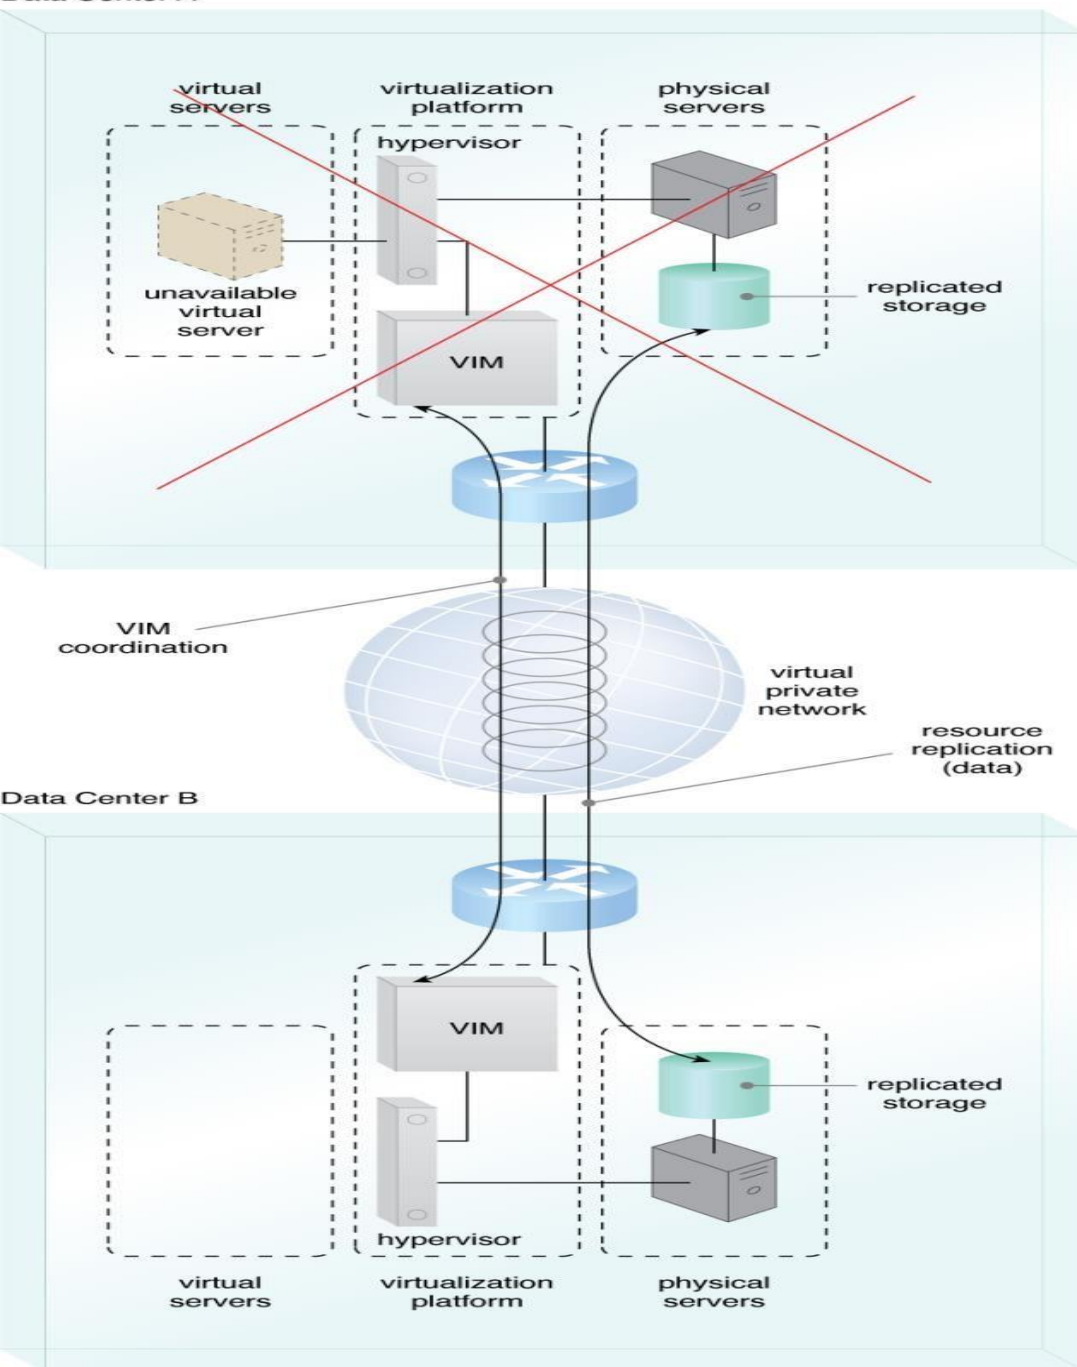 virtual
servers
virtualization
platform
physical
servers
hypervisor
unavailable
virtual
server
replicated
storage
VIM
VIM
coordination
virtual
private
network
resource
replication
(data)
Data Center B
VIM
replicated
storage
hypervisor
virtual
servers
virtualization
platform
physical
servers